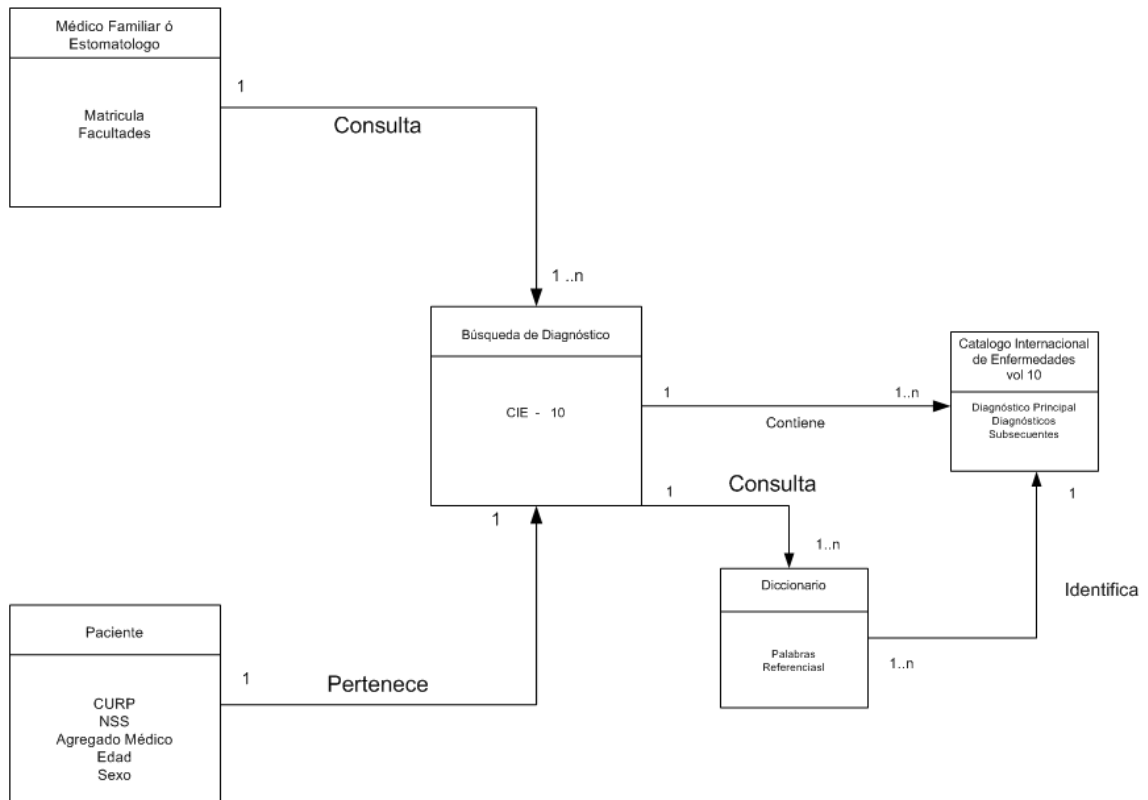 Médico Familiar ó
Estomatologo
Matricula
Facultades
1
Consulta
1 ..n
Búsqueda de Diagnóstico
CIE - 10
Catalogo Internacional
de Enfermedades
vol 10
Diagnóstico Principal
Diagnósticos
Subsecuentes
1
1..n
Contiene
1
Consulta
1..n
1
1
Diccionario
Palabras
Referenciasl
1..n
Identifica
Paciente
CURP
NSS
Agregado Médico
Edad
Sexo
1
Pertenece